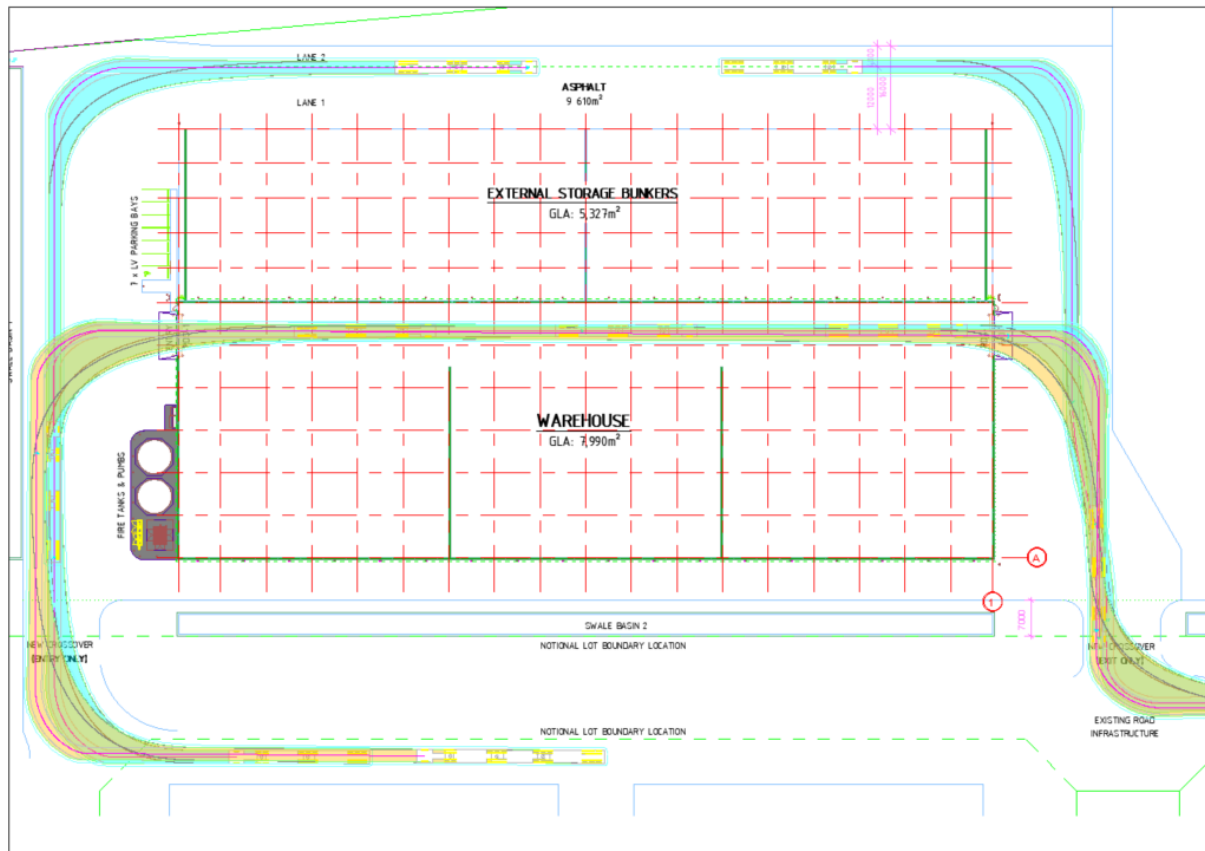 LANE 2
ASPHALT
9 610m²
LANE 1
12000
16000
EXTERNAL STORAGE BUNKERS
GLA: 5,327m²
7 x LV PARKING BAYS
WAREHOUSE
GLA: 7,990m²
FIRE TANKS & PUMPS
A
1
7000
SWALE BASIN 2
NEW CROSSOVER
[ENTRY ONLY]
NOTIONAL LOT BOUNDARY LOCATION
NEW CROSSOVER
[EXIT ONLY]
EXISTING ROAD
INFRASTRUCTURE
NOTIONAL LOT BOUNDARY LOCATION